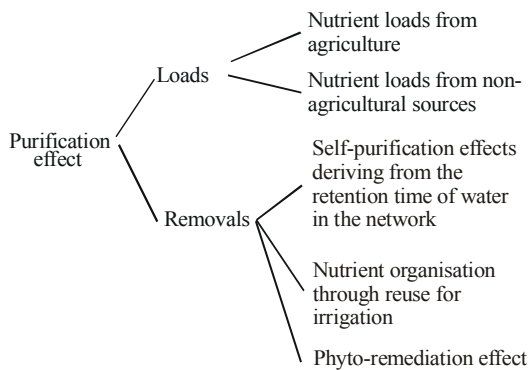 Nutrient loads from
agriculture
Loads
Nutrient loads from non-
agricultural sources
Purification
effect
Self-purification effects
deriving from the
retention time of water
in the network
Removals
Nutrient organisation
through reuse for
irrigation
Phyto-remediation effect